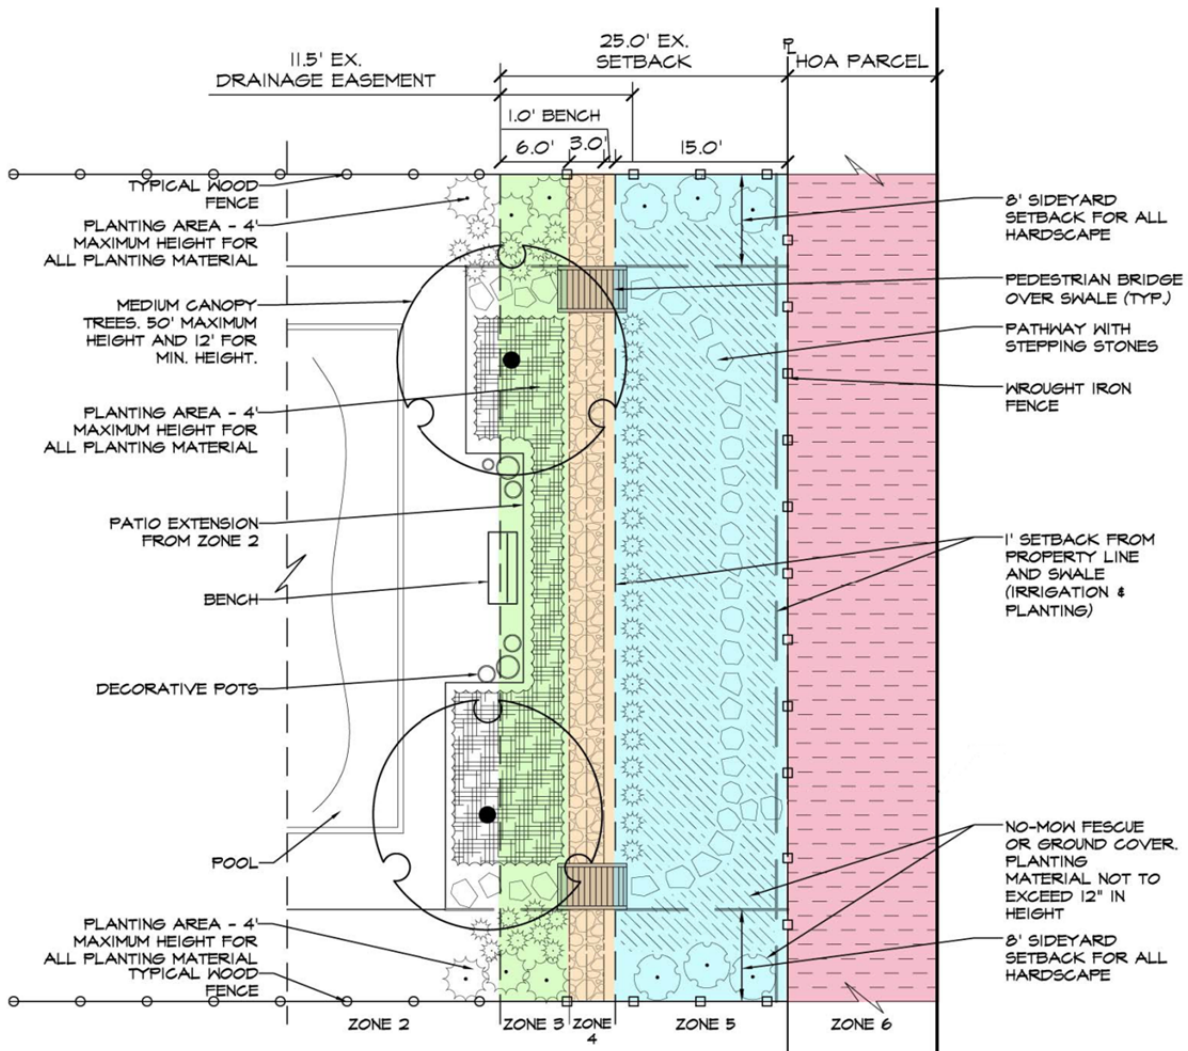 11.5' EX.
DRAINAGE EASEMENT
25.0' EX.
SETBACK
PL
HOA PARCEL
1.0' BENCH
6.0'
3.0'
15.0'
TYPICAL WOOD
FENCE
PLANTING AREA - 4'
MAXIMUM HEIGHT FOR
ALL PLANTING MATERIAL
MEDIUM CANOPY
TREES. 50' MAXIMUM
HEIGHT AND 12' FOR
MIN. HEIGHT.
PLANTING AREA - 4'
MAXIMUM HEIGHT FOR
ALL PLANTING MATERIAL
PATIO EXTENSION
FROM ZONE 2
BENCH
DECORATIVE POTS
POOL
PLANTING AREA - 4'
MAXIMUM HEIGHT FOR
ALL PLANTING MATERIAL
TYPICAL WOOD
FENCE
8' SIDEYARD
SETBACK FOR ALL
HARDSCAPE
PEDESTRIAN BRIDGE
OVER SWALE (TYP.)
PATHWAY WITH
STEPPING STONES
WROUGHT IRON
FENCE
1' SETBACK FROM
PROPERTY LINE
AND SWALE
(IRRIGATION &
PLANTING)
NO-MOW FESCUE
OR GROUND COVER.
PLANTING
MATERIAL NOT TO
EXCEED 12" IN
HEIGHT
8' SIDEYARD
SETBACK FOR ALL
HARDSCAPE
ZONE 2
ZONE 3
ZONE
4
ZONE 5
ZONE 6